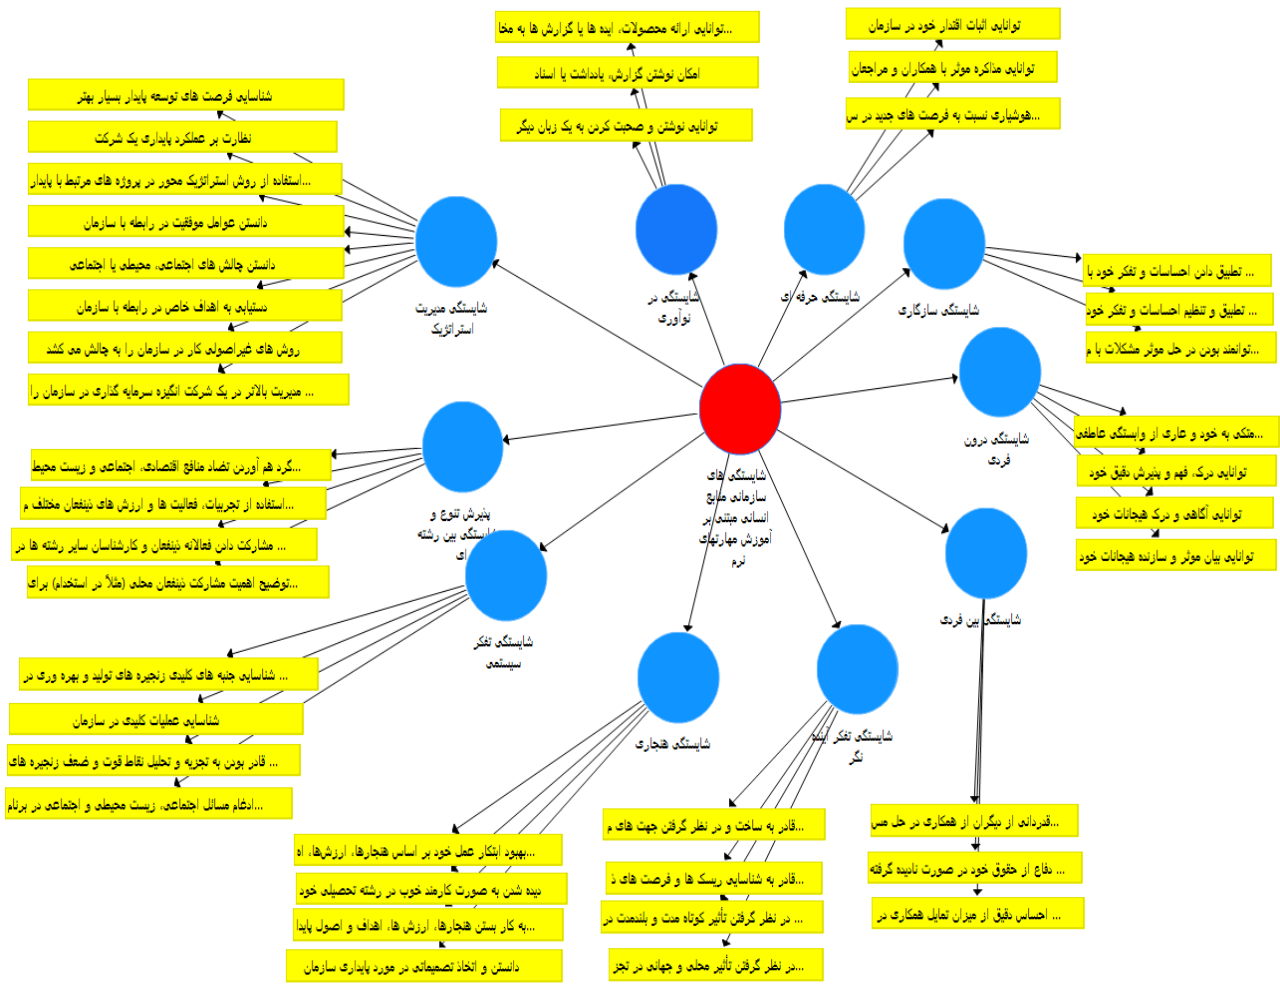 توانایی ارائه محصولات، ایده ها یا گزارش ها به مخا...
امکان نوشتن گزارش، یادداشت یا اسناد
توانایی نوشتن و صحبت کردن به یک زبان دیگر
شایستگی در
نوآوری
توانایی اثبات اقتدار خود در سازمان
توانایی مذاکره موثر با همکاران و مراجعان
هوشیاری نسبت به فرصت های جدید در س...
شایستگی حرفه ای
تطبیق دادن احساسات و تفکر خود با ...
تطبیق و تنظیم احساسات و تفکر خود ...
توانمند بودن در حل موثر مشکلات با م...
شایستگی سازگاری
متکی به خود و عاری از وابستگی عاطفی...
توانایی درک، فهم و پذیرش دقیق خود
توانایی آگاهی و درک هیجانات خود
توانایی بیان موثر و سازنده هیجانات خود
شایستگی درون
فردی
شناسایی فرصت های توسعه پایدار بسیار بهتر
نظارت بر عملکرد پایداری یک شرکت
استفاده از روش استراتژیک محور در پروژه های مرتبط با پایدار...
دانستن عوامل موفقیت در رابطه با سازمان
دانستن چالش های اجتماعی، محیطی یا اجتماعی
دستیابی به اهداف خاص در رابطه با سازمان
روش های غیراصولی کار در سازمان را به چالش می کشد
مدیریت بالاتر در یک شرکت انگیزه سرمایه گذاری در سازمان را ...
شایستگی مدیریت
استراتژیک
شایستگی های
سازمانی منابع
انسانی مبتنی بر
آموزش مهارتهای
نرم
گرد هم آوردن تضاد منافع اقتصادی، اجتماعی و زیست محیط...
استفاده از تجربیات، فعالیت ها و ارزش های ذینفعان مختلف م...
مشارکت دادن فعالانه ذینفعان و کارشناسان سایر رشته ها در ...
توضیح اهمیت مشارکت ذینفعان محلی (مثلاً در استخدام) برای...
پذیرش تنوع و
شایستگی بین رشته
ای
شایستگی تفکر
سیستمی
شناسایی جنبه های کلیدی زنجیره های تولید و بهره وری در ...
شناسایی عملیات کلیدی در سازمان
قادر بودن به تجزیه و تحلیل نقاط قوت و ضعف زنجیره های ...
ادغام مسائل اجتماعی، زیست محیطی و اجتماعی در برنام...
شایستگی هنجاری
بهبود ابتکار عمل خود بر اساس هنجارها، ارزش‌ها، اه...
دیده شدن به صورت کارمند خوب در رشته تحصیلی خود
به کار بستن هنجارها، ارزش ها، اهداف و اصول پایدا...
دانستن و اتخاذ تصمیماتی در مورد پایداری سازمان
شایستگی تفکر آینده
نگر
قادر به ساخت و در نظر گرفتن جهت های م...
قادر به شناسایی ریسک ها و فرصت های ذ...
در نظر گرفتن تأثیر کوتاه مدت و بلندمدت در ...
در نظر گرفتن تأثیر محلی و جهانی در تجز...
شایستگی بین فردی
قدردانی از دیگران از همکاری در حل مس...
دفاع از حقوق خود در صورت نادیده گرفته ...
احساس دقیق از میزان تمایل همکاری در ...